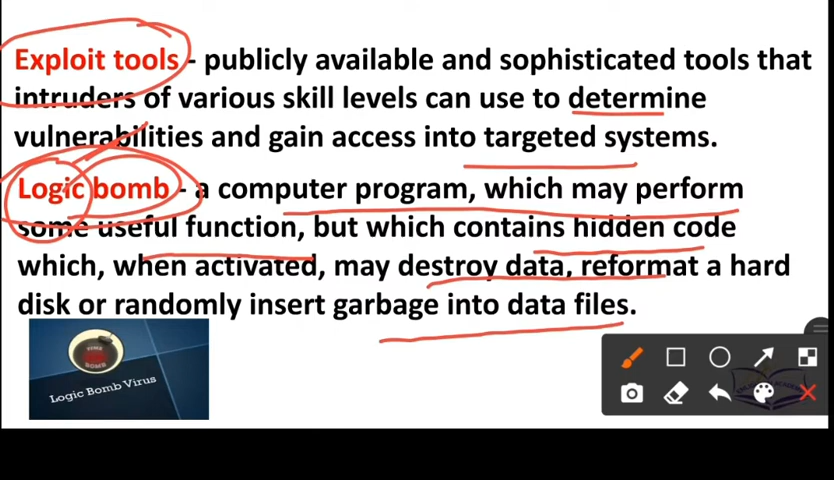 Exploit tools - publicly available and sophisticated tools that
intruders of various skill levels can use to determine
vulnerabilities and gain access into targeted systems.
Logic bomb - a computer program, which may perform
some useful function, but which contains hidden code
which, when activated, may destroy data, reformat a hard
disk or randomly insert garbage into data files.
TIME
BOMB
Logic Bomb Virus